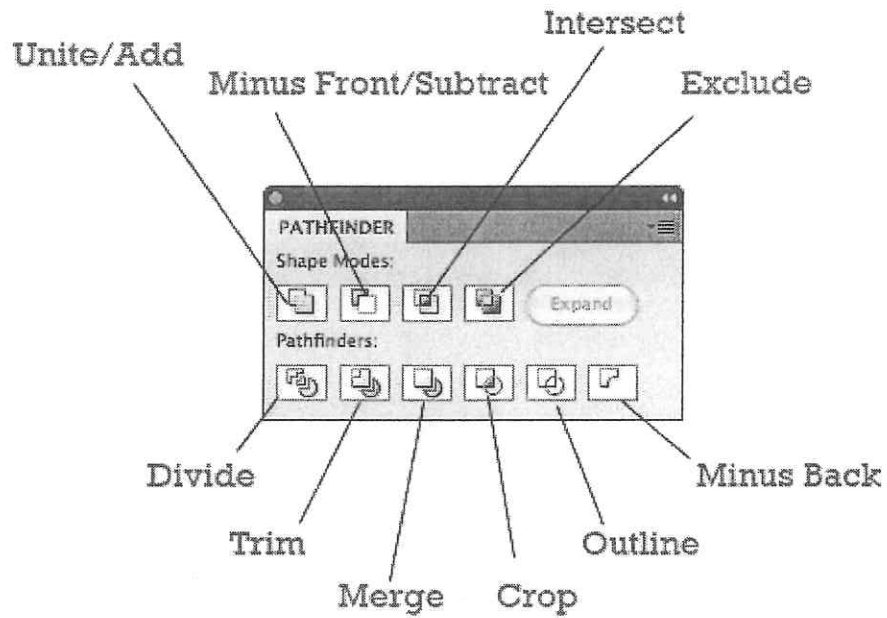 Intersect
Unite/Add
Minus Front/Subtract
Exclude
PATHFINDER
Shape Modes:
Expand
Pathfinders:
Divide
Minus Back
Trim
Outline
Merge
Crop